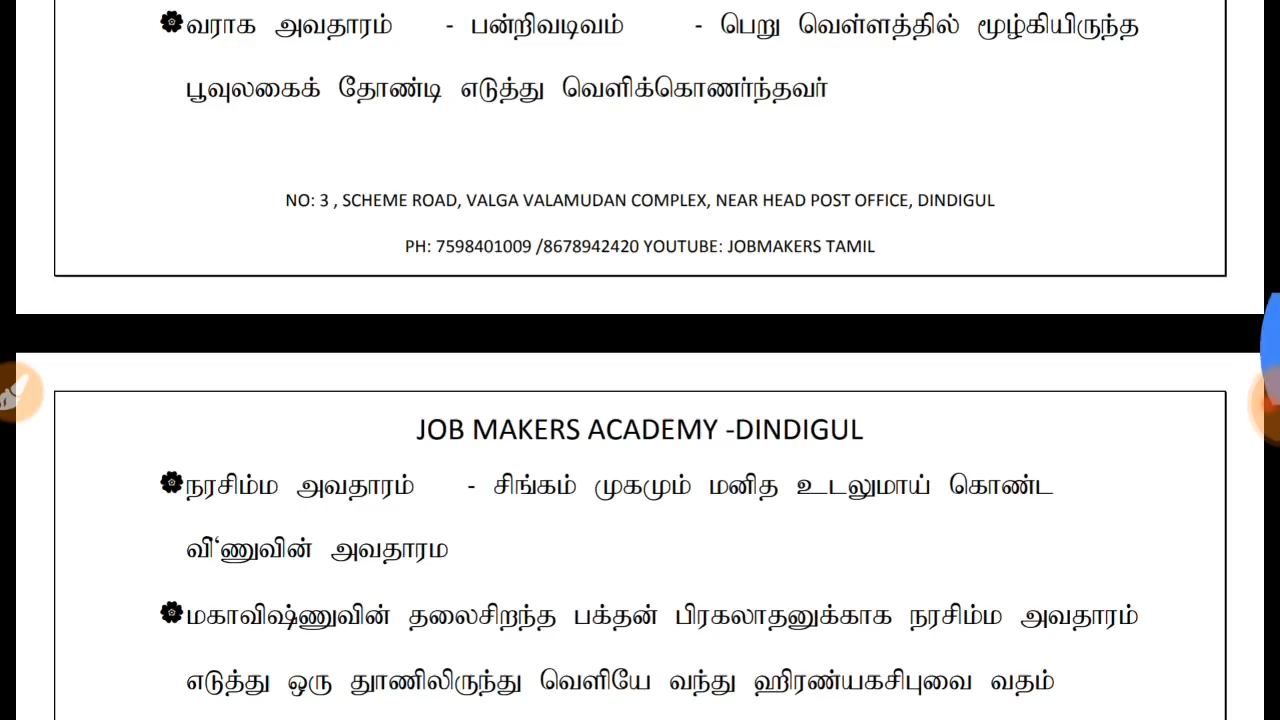 வராக அவதாரம் - பன்றிவடிவம் - பெறு வெள்ளத்தில் மூழ்கியிருந்த
பூவுலகைக் தோண்டி எடுத்து வெளிக்கொணர்ந்தவர்
NO: 3 , SCHEME ROAD, VALGA VALAMUDAN COMPLEX, NEAR HEAD POST OFFICE, DINDIGUL
PH: 7598401009 /8678942420 YOUTUBE: JOBMAKERS TAMIL
JOB MAKERS ACADEMY -DINDIGUL
நரசிம்ம அவதாரம் - சிங்கம் முகமும் மனித உடலுமாய் கொண்ட
வி‘ணுவின் அவதாரம
மகாவிஷ்ணுவின் தலைசிறந்த பக்தன் பிரகலாதனுக்காக நரசிம்ம அவதாரம்
எடுத்து ஒரு தூணிலிருந்து வெளியே வந்து ஹிரண்யகசிபுவை வதம்